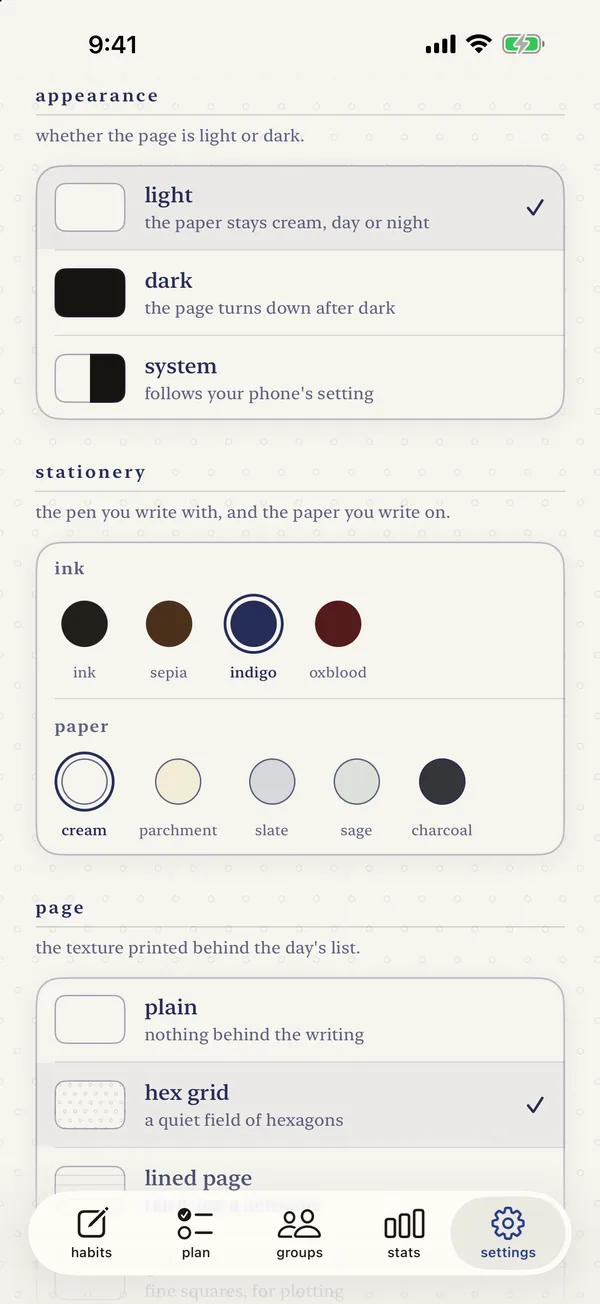 9:41
appearance
whether the page is light or dark.
light
the paper stays cream, day or night
dark
the page turns down after dark
system
follows your phone's setting
stationery
the pen you write with, and the paper you write on.
ink
ink sepia indigo oxblood
paper
cream parchment slate sage charcoal
page
the texture printed behind the day's list.
plain
nothing behind the writing
hex grid
a quiet field of hexagons
lined page
habits plan groups stats settings
fine squares, for plotting